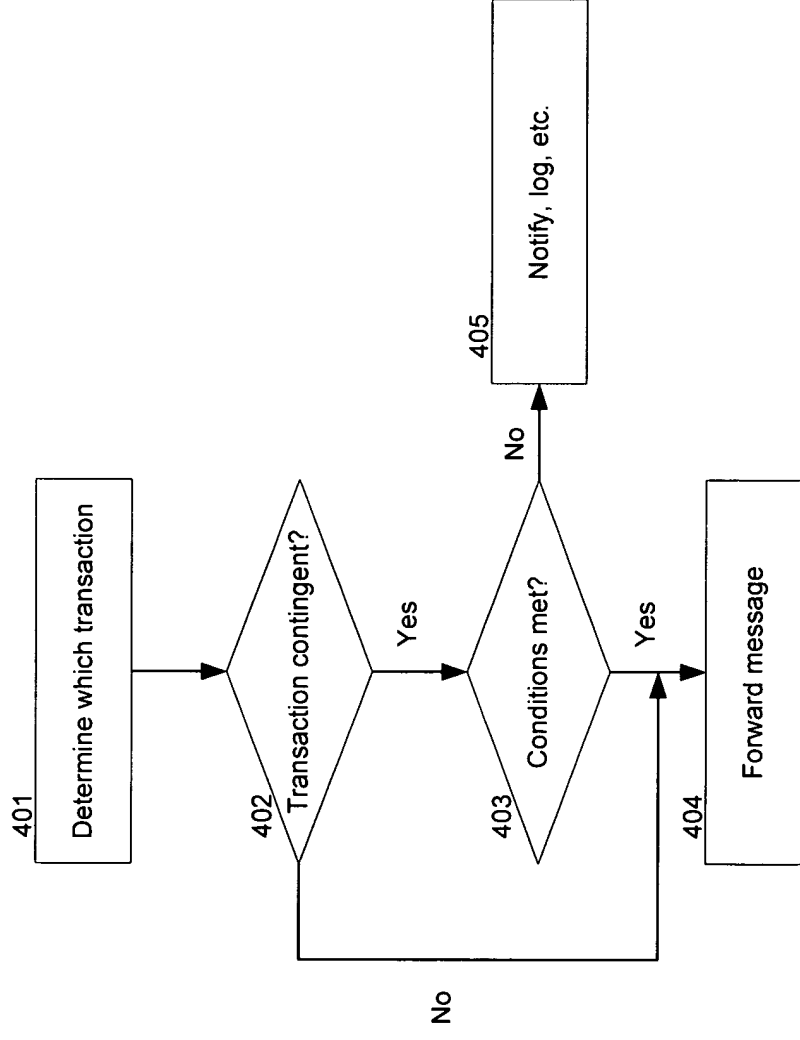 401
Determine which transaction
402
Transaction contingent?
No
Yes
403
Conditions met?
No
405
Notify, log, etc.
Yes
404
Forward message